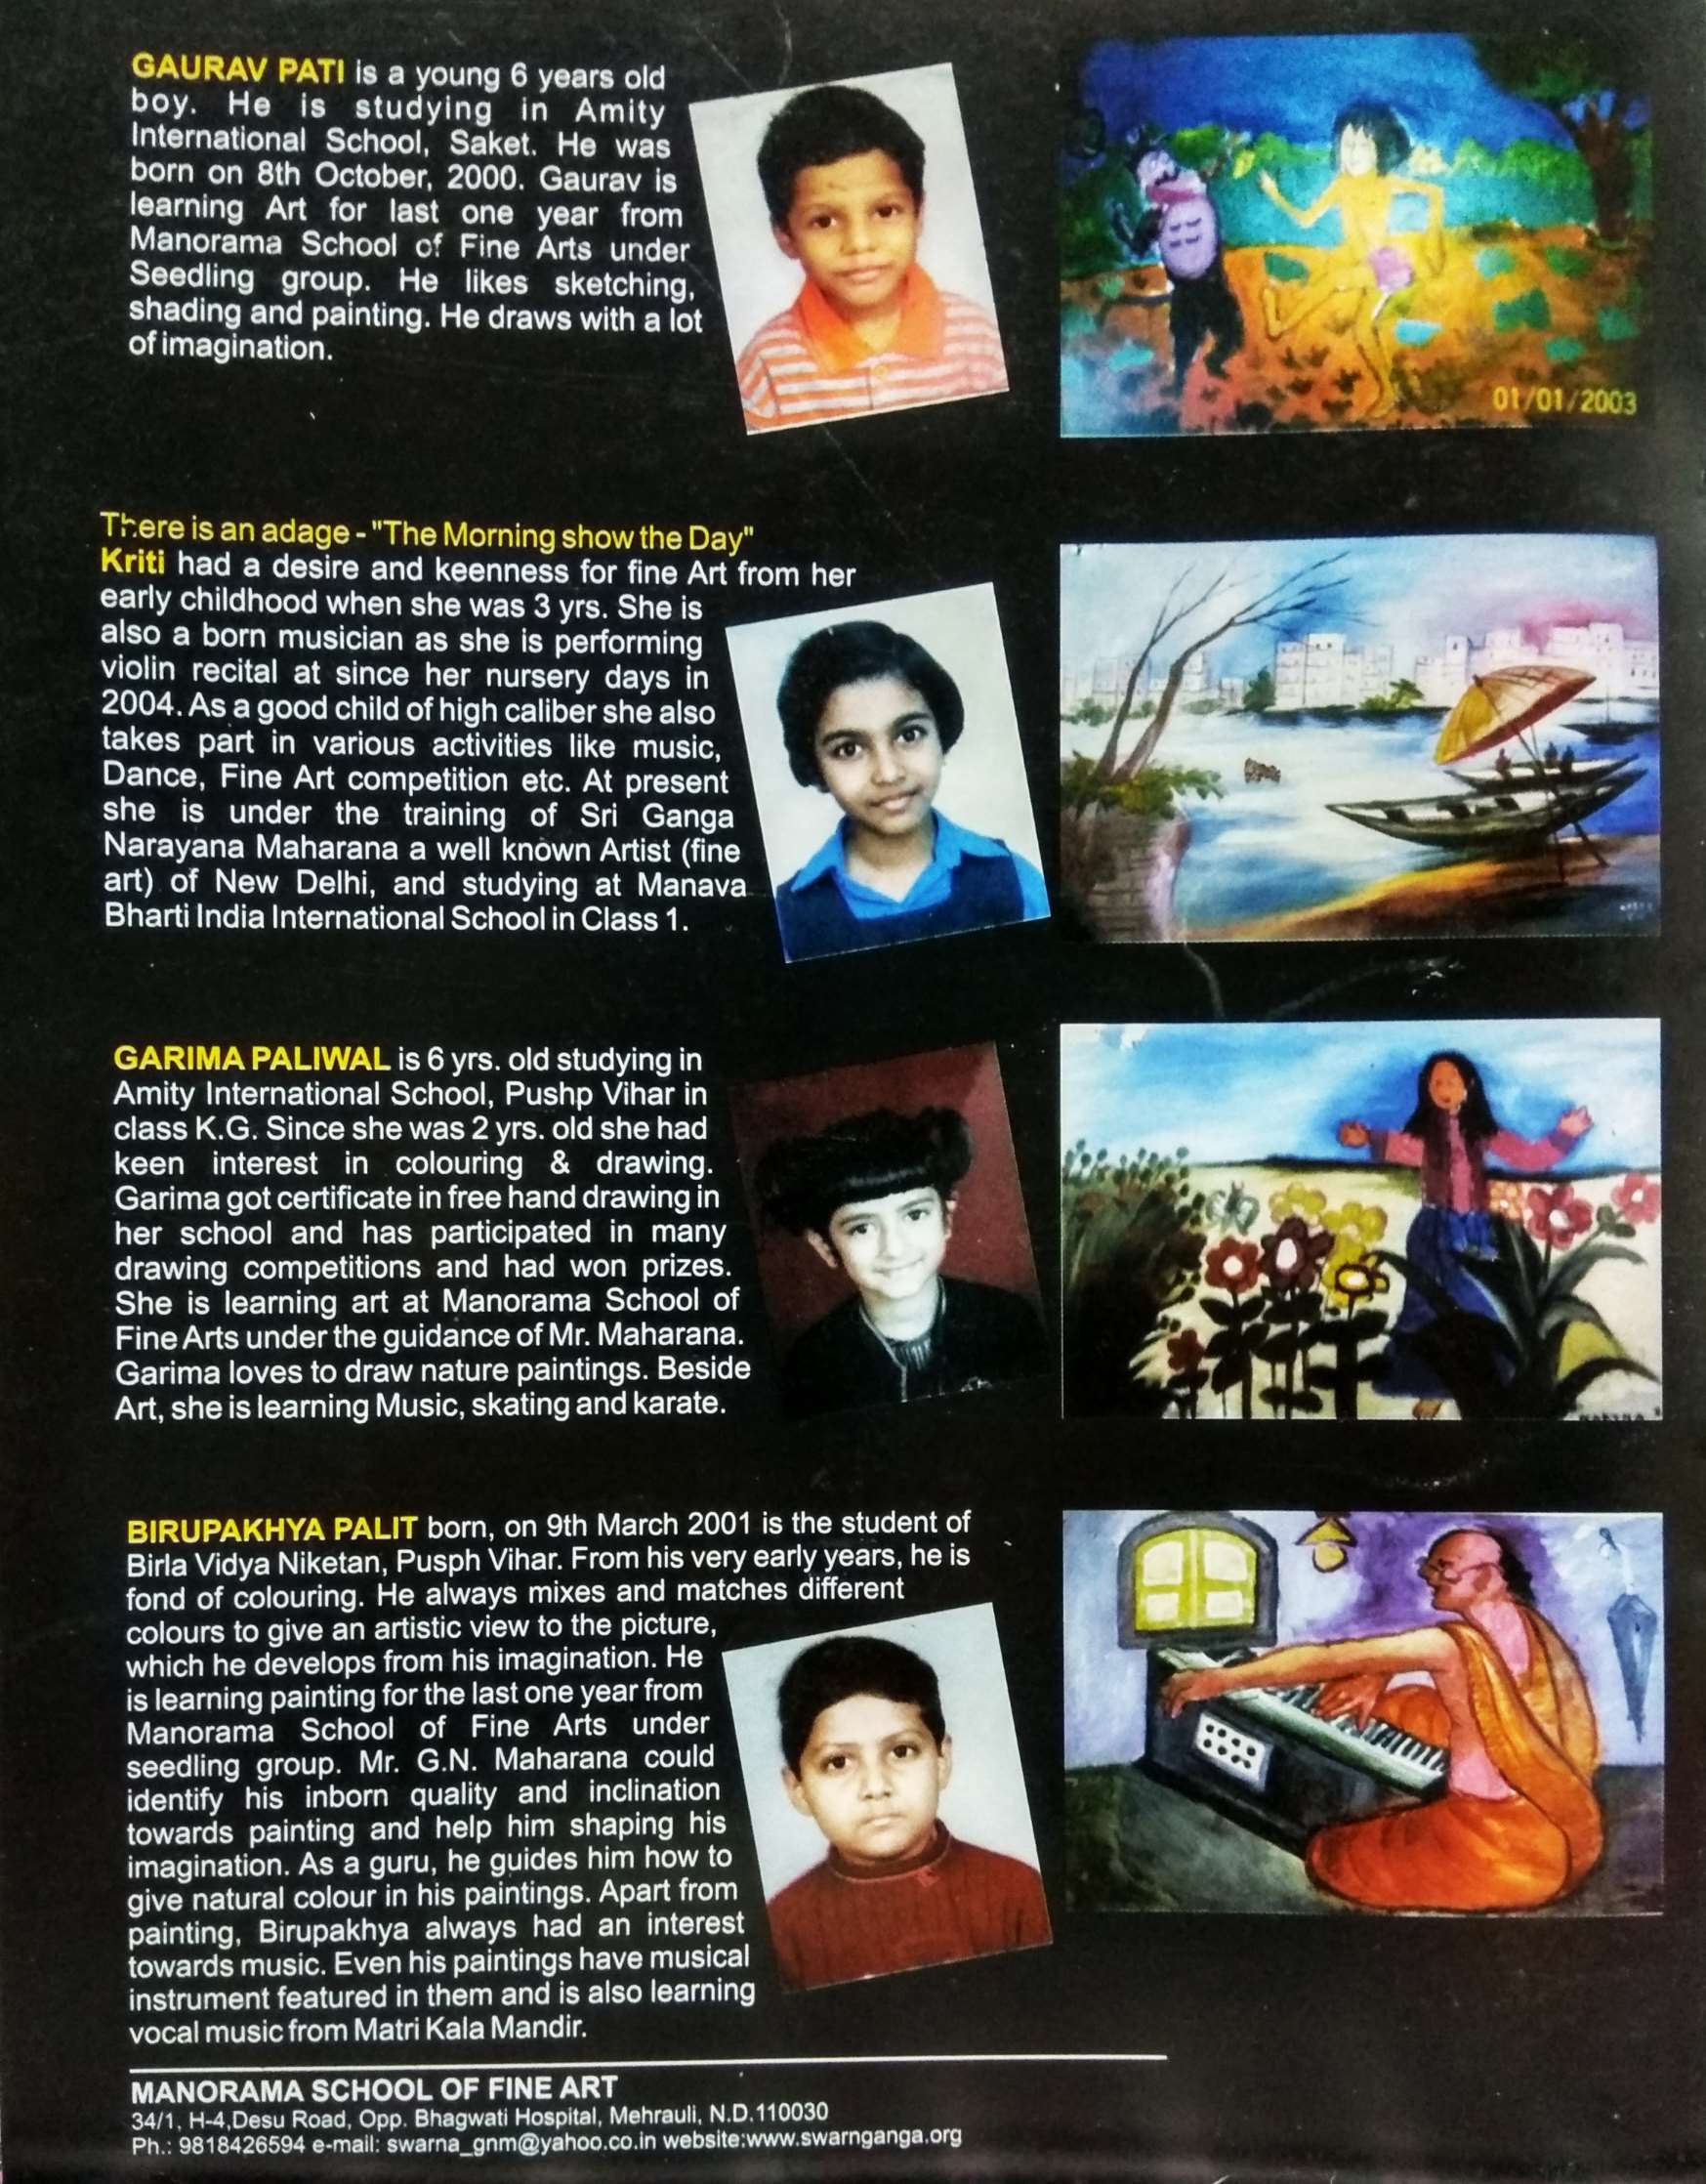 GAURAV PATI is a young 6 years old
boy. He is studying in Amity
International School, Saket. He was
born on 8th October, 2000. Gaurav is
learning Art for last one year from
Manorama School of Fine Arts under
Seedling group. He likes sketching,
shading and painting. He draws with a lot
of imagination.
01/01/2003
There is an adage - "The Morning show the Day"
Kriti had a desire and keenness for fine Art from her
early childhood when she was 3 yrs. She is
also a born musician as she is performing
violin recital at since her nursery days in
2004. As a good child of high caliber she also
takes part in various activities like music,
Dance, Fine Art competition etc. At present
she is under the training of Sri Ganga
Narayana Maharana a well known Artist (fine
art) of New Delhi, and studying at Manava
Bharti India International School in Class 1.
GARIMA PALIWAL is 6 yrs. old studying in
Amity International School, Pushp Vihar in
class K.G. Since she was 2 yrs. old she had
keen interest in colouring & drawing.
Garima got certificate in free hand drawing in
her school and has participated in many
drawing competitions and had won prizes.
She is learning art at Manorama School of
Fine Arts under the guidance of Mr. Maharana.
Garima loves to draw nature paintings. Beside
Art, she is learning Music, skating and karate.
BIRUPAKHYA PALIT born, on 9th March 2001 is the student of
Birla Vidya Niketan, Pusph Vihar. From his very early years, he is
fond of colouring. He always mixes and matches different
colours to give an artistic view to the picture,
which he develops from his imagination. He
is learning painting for the last one year from
Manorama School of Fine Arts under
seedling group. Mr. G.N. Maharana could
identify his inborn quality and inclination
towards painting and help him shaping his
imagination. As a guru, he guides him how to
give natural colour in his paintings. Apart from
painting, Birupakhya always had an interest
towards music. Even his paintings have musical
instrument featured in them and is also learning
vocal music from Matri Kala Mandir.
MANORAMA SCHOOL OF FINE ART
34/1, H-4,Desu Road, Opp. Bhagwati Hospital, Mehrauli, N.D.110030
Ph.: 9818426594 e-mail: swarna_gnm@yahoo.co.in website:www.swarnganga.org